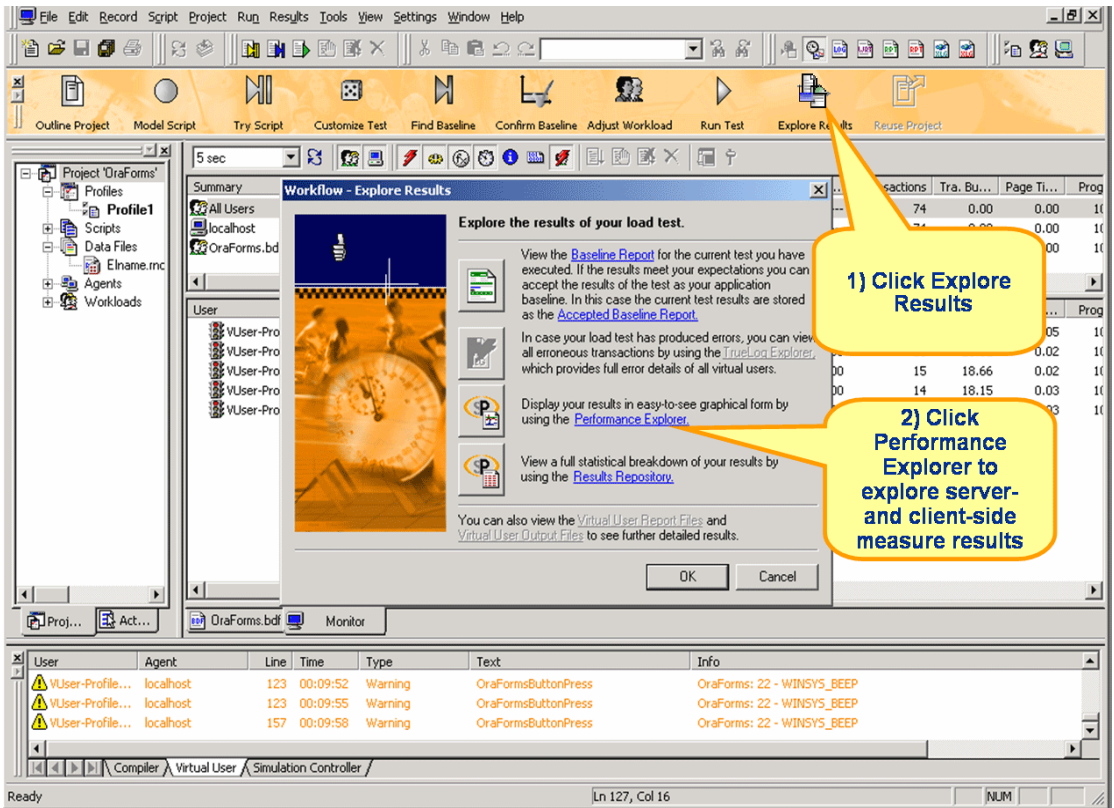 File Edit Record Script Project Run Results Tools View Settings Window Help
Outline Project Model Script Try Script Customize Test Find Baseline Confirm Baseline Adjust Workload Run Test Explore Results Reuse Project
5 sec
Project 'OraForms'
Profiles
Profile1
Scripts
Data Files
Elname.rnc
Agents
Workloads
Summary
All Users
localhost
OraForms.bd
... sactions Tra. Bu... Page Ti... Prog
74 0.00 0.00 10
User
VUser-Pro
VUser-Pro
VUser-Pro
VUser-Pro
VUser-Pro
... Prog
0.02 10
15 18.66 0.02 10
14 18.15 0.03 10
Workflow - Explore Results
Explore the results of your load test.
View the Baseline Report for the current test you have
executed. If the results meet your expectations you can
accept the results of the test as your application
baseline. In this case the current test results are stored
as the Accepted Baseline Report.
In case your load test has produced errors, you can view
all erroneous transactions by using the TrueLog Explorer,
which provides full error details of all virtual users.
Display your results in easy-to-see graphical form by
using the Performance Explorer.
View a full statistical breakdown of your results by
using the Results Repository.
You can also view the Virtual User Report Files and
Virtual User Output Files to see further detailed results.
OK Cancel
1) Click Explore
Results
2) Click
Performance
Explorer to
explore server-
and client-side
measure results
Proj... Act...
OraForms.bdf Monitor
User Agent Line Time Type Text Info
VUser-Profile... localhost 123 00:09:52 Warning OraFormsButtonPress OraForms: 22 - WINSYS_BEEP
VUser-Profile... localhost 123 00:09:55 Warning OraFormsButtonPress OraForms: 22 - WINSYS_BEEP
VUser-Profile... localhost 157 00:09:58 Warning OraFormsButtonPress OraForms: 22 - WINSYS_BEEP
Compiler Virtual User Simulation Controller
Ready Ln 127, Col 16 NUM